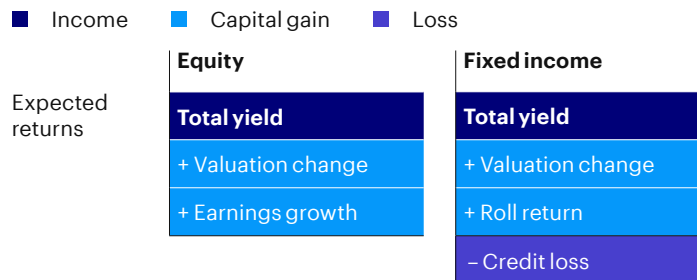 Income Capital gain Loss
Equity Fixed income
Expected
returns
Total yield Total yield
+ Valuation change + Valuation change
+ Earnings growth + Roll return
– Credit loss